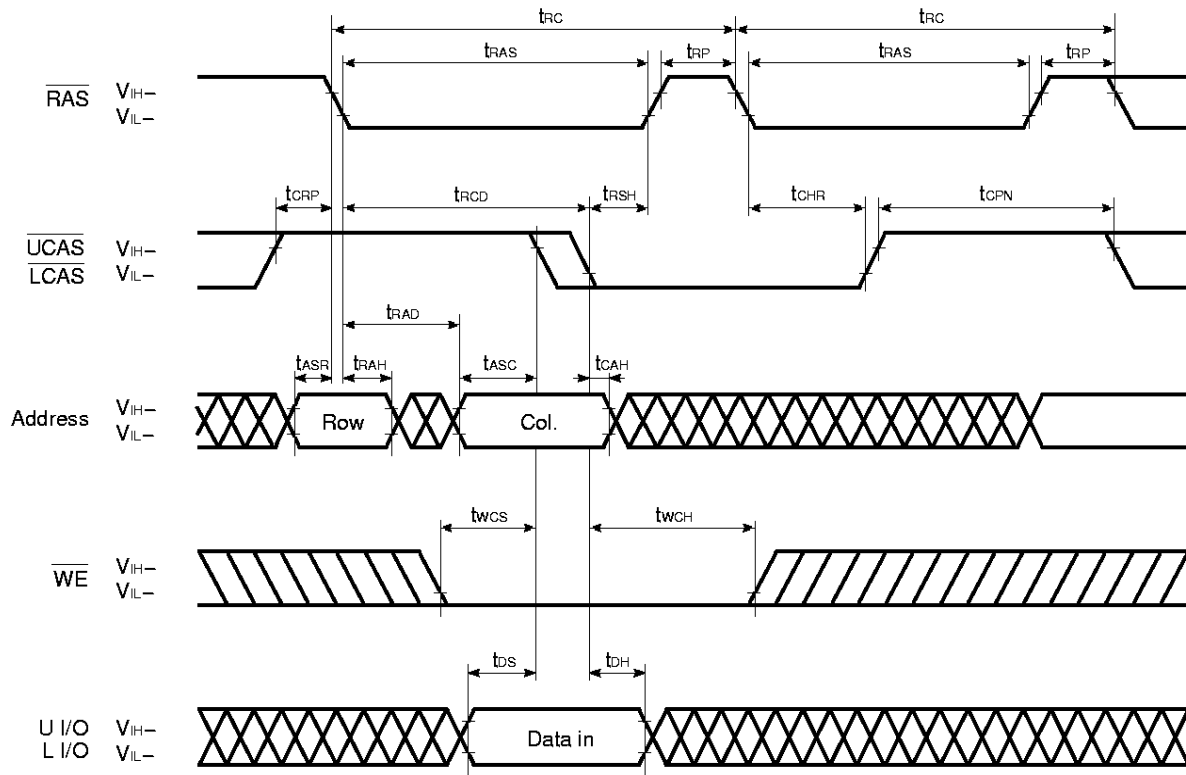 tRC tRC
tRAS tRP tRAS tRP
RAS VIH–
VIL–
tCRP tRCD tRSH tCHR tCPN
UCAS VIH–
LCAS VIL–
tRAD
tASR tRAH tASC tCAH
Address VIH–
VIL–
Row Col.
tWCS tWCH
WE VIH–
VIL–
tDS tDH
U I/O VIH–
L I/O VIL–
Data in